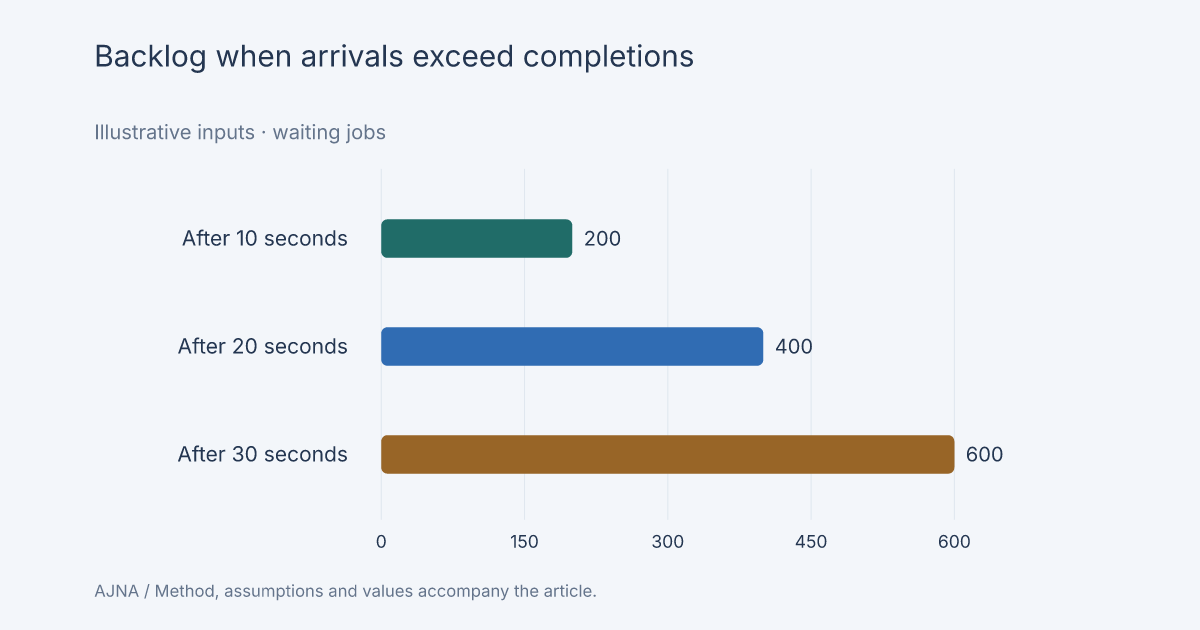 Backlog when arrivals exceed completions
Illustrative inputs · waiting jobs
After 10 seconds 200
After 20 seconds 400
After 30 seconds 600
0 150 300 450 600
AJNA / Method, assumptions and values accompany the article.